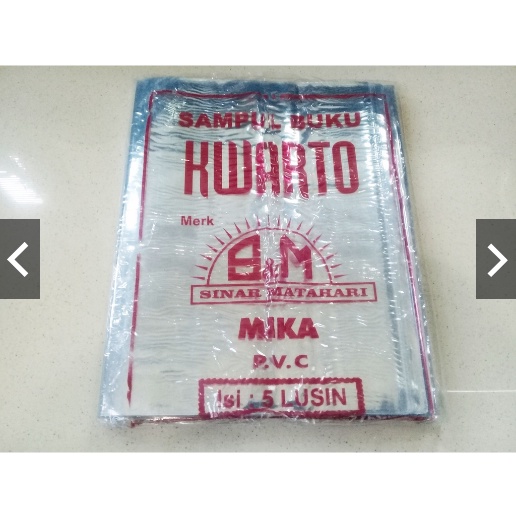 SAMPUL BUKU
KWARTO
Merk
S.M
SINAR MATAHARI
MIKA
P.V.C
Isi : 5 LUSIN